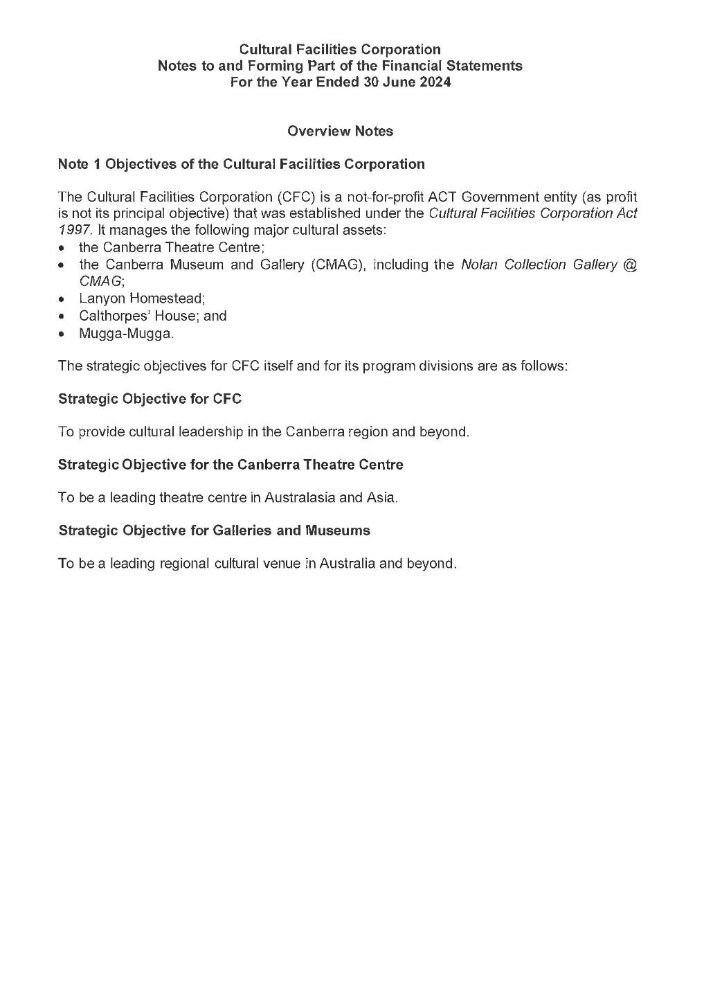 Cultural Facilities Corporation
Notes to and Forming Part of the Financial Statements
For the Year Ended 30 June 2024
Overview Notes
Note 1 Objectives of the Cultural Facilities Corporation
The Cultural Facilities Corporation (CFC) is a not-for-profit ACT Government entity (as profit
is not its principal objective) that was established under the Cultural Facilities Corporation Act
1997. It manages the following major cultural assets:
• the Canberra Theatre Centre;
• the Canberra Museum and Gallery (CMAG), including the Nolan Collection Gallery @
CMAG;
• Lanyon Homestead;
• Calthorpes' House; and
• Mugga-Mugga.
The strategic objectives for CFC itself and for its program divisions are as follows:
Strategic Objective for CFC
To provide cultural leadership in the Canberra region and beyond.
Strategic Objective for the Canberra Theatre Centre
To be a leading theatre centre in Australasia and Asia.
Strategic Objective for Galleries and Museums
To be a leading regional cultural venue in Australia and beyond.